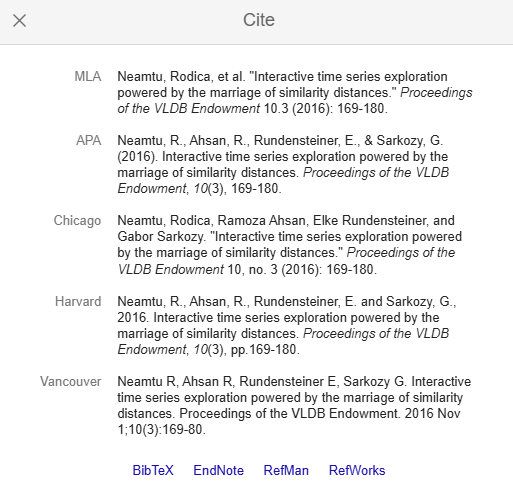 Cite
MLA Neamtu, Rodica, et al. "Interactive time series exploration
powered by the marriage of similarity distances." Proceedings
of the VLDB Endowment 10.3 (2016): 169-180.
APA Neamtu, R., Ahsan, R., Rundensteiner, E., & Sarkozy, G.
(2016). Interactive time series exploration powered by the
marriage of similarity distances. Proceedings of the VLDB
Endowment, 10(3), 169-180.
Chicago Neamtu, Rodica, Ramoza Ahsan, Elke Rundensteiner, and
Gabor Sarkozy. "Interactive time series exploration powered
by the marriage of similarity distances." Proceedings of the
VLDB Endowment 10, no. 3 (2016): 169-180.
Harvard Neamtu, R., Ahsan, R., Rundensteiner, E. and Sarkozy, G.,
2016. Interactive time series exploration powered by the
marriage of similarity distances. Proceedings of the VLDB
Endowment, 10(3), pp.169-180.
Vancouver Neamtu R, Ahsan R, Rundensteiner E, Sarkozy G. Interactive
time series exploration powered by the marriage of similarity
distances. Proceedings of the VLDB Endowment. 2016 Nov
1;10(3):169-80.
BibTeX EndNote RefMan RefWorks